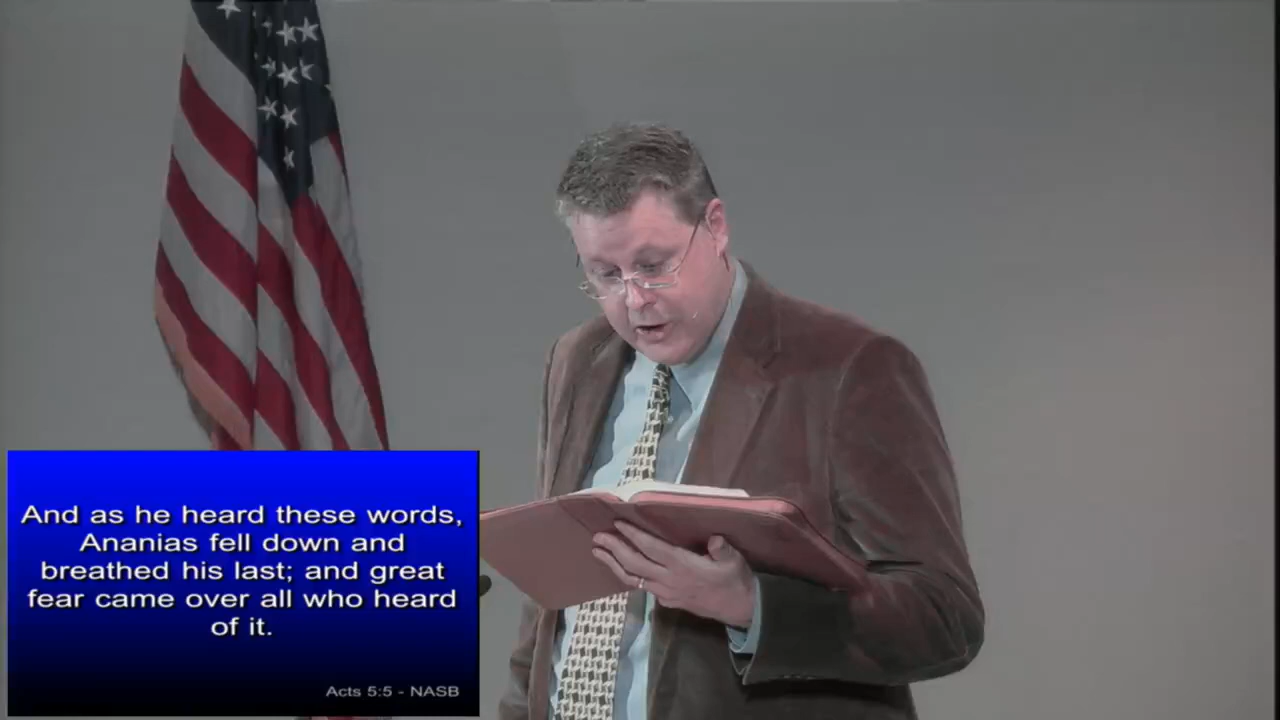 And as he heard these words,
Ananias fell down and
breathed his last; and great
fear came over all who heard
of it.
Acts 5:5 - NASB